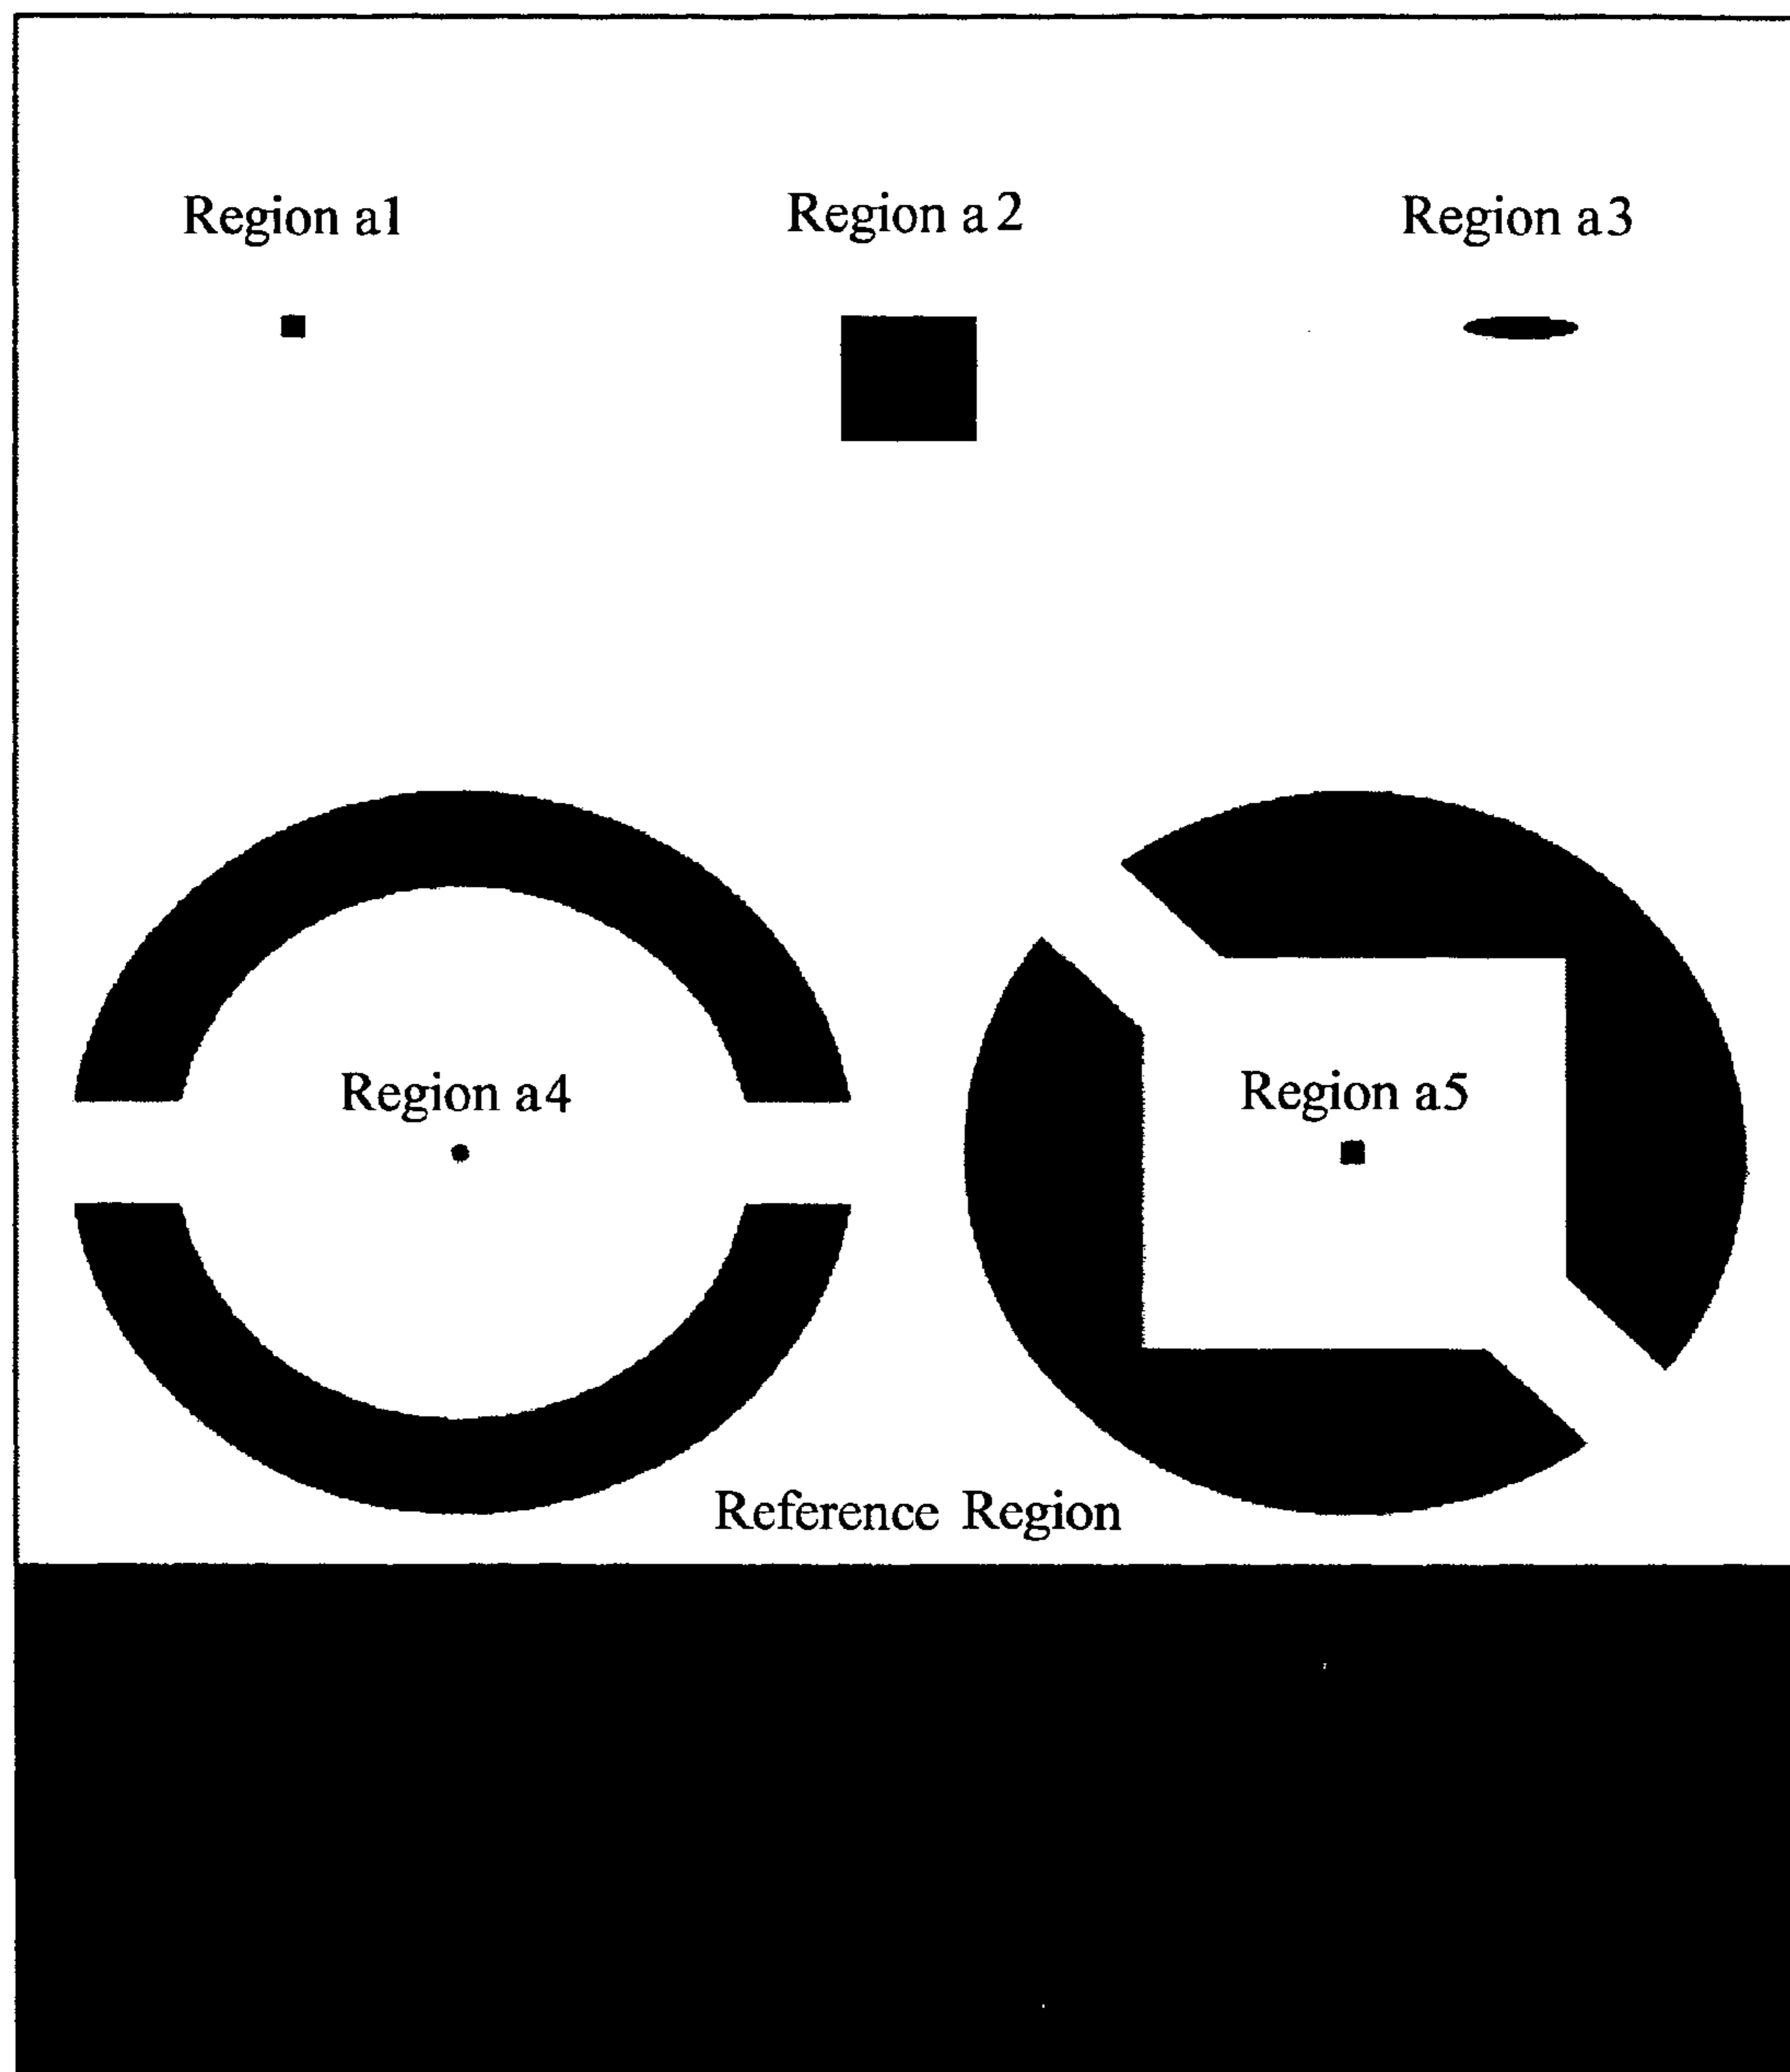 Region a1
Region a2
Region a3
Region a4
Region a5
Reference Region